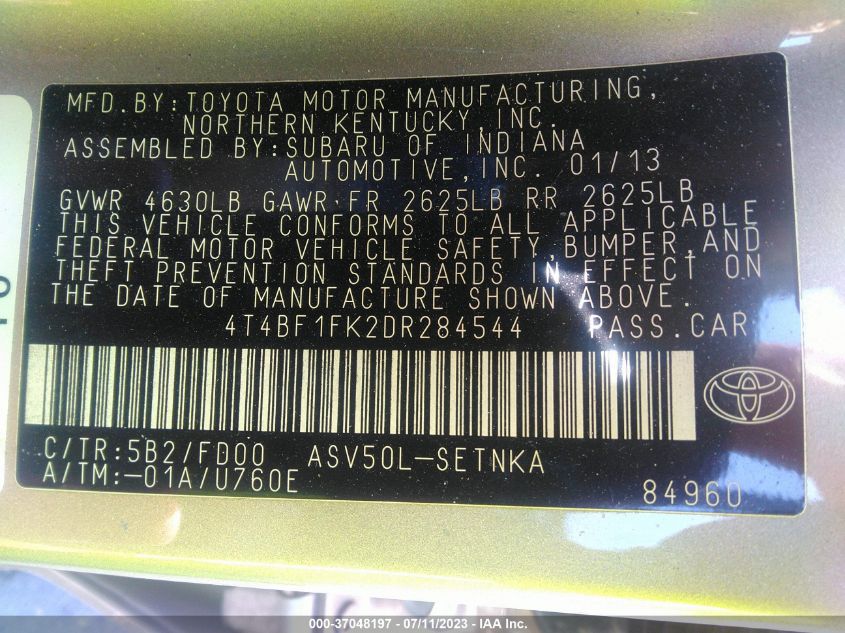 MFD.BY:TOYOTA MOTOR MANUFACTURING,
NORTHERN KENTUCKY,INC.
ASSEMBLED BY:SUBARU OF INDIANA
AUTOMOTIVE,INC. 01/13
GVWR 4630LB GAWR FR 2625LB RR 2625LB
THIS VEHICLE CONFORMS TO ALL APPLICABLE
FEDERAL MOTOR VEHICLE SAFETY,BUMPER,AND
THEFT PREVENTION STANDARDS IN EFFECT ON
THE DATE OF MANUFACTURE SHOWN ABOVE.
4T4BF1FK2DR284544 PASS.CAR
C/TR:5B2/FD00 ASV50L-SETNKA
A/TM:-01A/U760E
84960
000-37048197 - 07/11/2023 - IAA Inc.